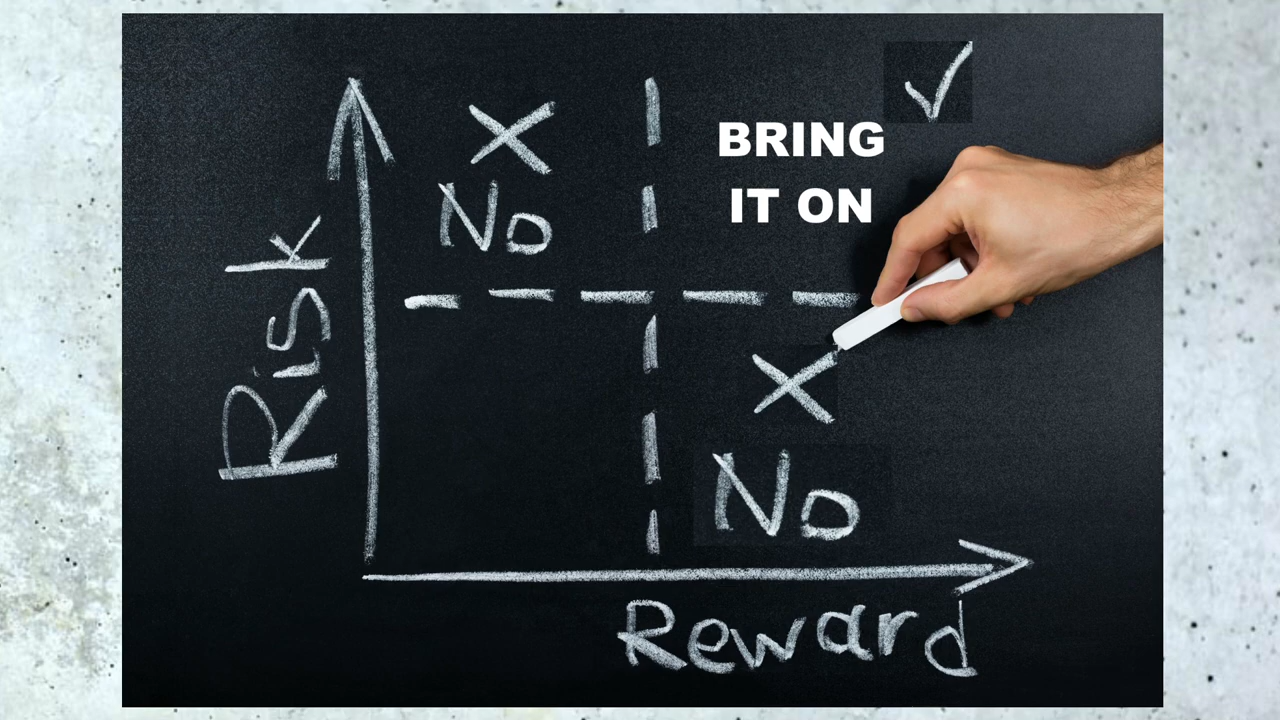 BRING
IT ON
X
No
Risk
X
No
Reward